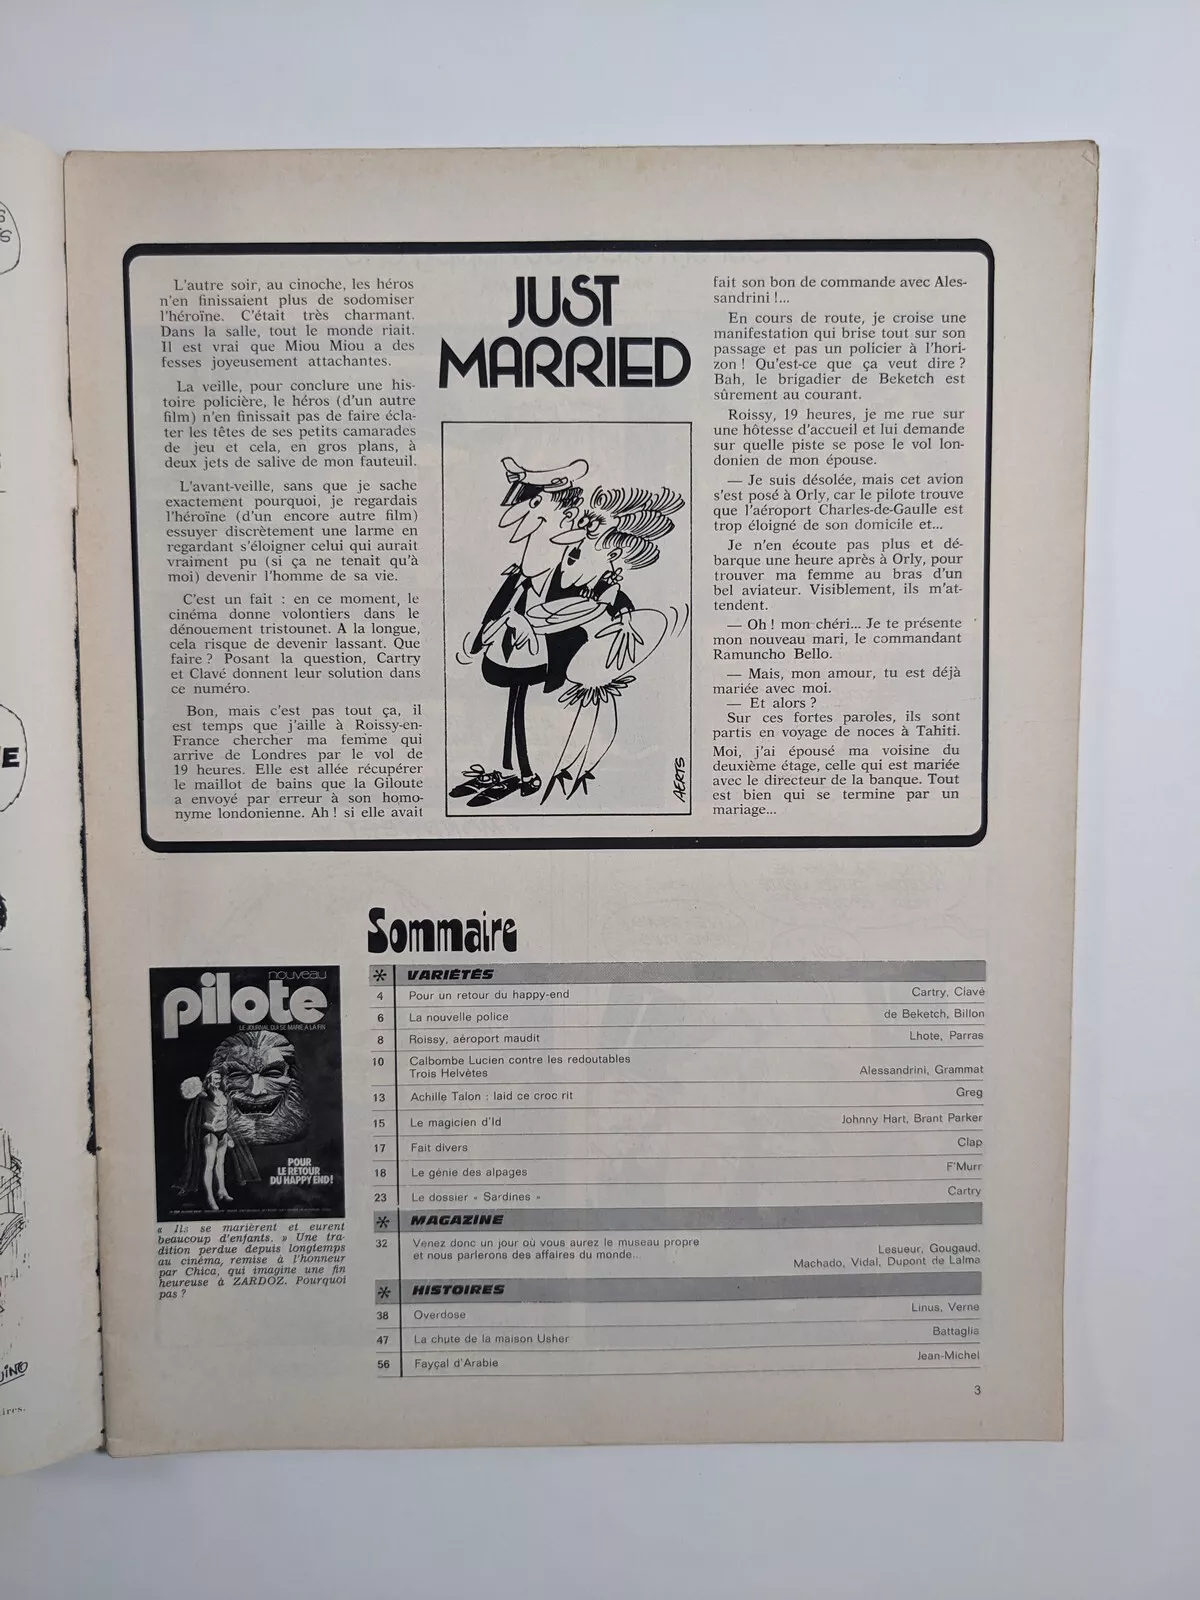 L'autre soir, au cinoche, les héros
n'en finissaient plus de sodomiser
l'héroïne. C'était très charmant.
Dans la salle, tout le monde riait.
Il est vrai que Miou Miou a des
fesses joyeusement attachantes.
La veille, pour conclure une his-
toire policière, le héros (d'un autre
film) n'en finissait pas de faire écla-
ter les têtes de ses petits camarades
de jeu et cela, en gros plans, à
deux jets de salive de mon fauteuil.
L'avant-veille, sans que je sache
exactement pourquoi, je regardais
l'héroïne (d'un encore autre film)
essuyer discrètement une larme en
regardant s'éloigner celui qui aurait
vraiment pu (si ça ne tenait qu'à
moi) devenir l'homme de sa vie.
C'est un fait : en ce moment, le
cinéma donne volontiers dans le
dénouement tristounet. A la longue,
cela risque de devenir lassant. Que
faire ? Posant la question, Cartry
et Clavé donnent leur solution dans
ce numéro.
Bon, mais c'est pas tout ça, il
est temps que j'aille à Roissy-en-
France chercher ma femme qui
arrive de Londres par le vol de
19 heures. Elle est allée récupérer
le maillot de bains que la Giloute
a envoyé par erreur à son homo-
nyme londonienne. Ah ! si elle avait
JUST
MARRIED
AERTS
fait son bon de commande avec Ales-
sandrini !...
En cours de route, je croise une
manifestation qui brise tout sur son
passage et pas un policier à l'hori-
zon ! Qu'est-ce que ça veut dire ?
Bah, le brigadier de Beketch est
sûrement au courant.
Roissy, 19 heures, je me rue sur
une hôtesse d'accueil et lui demande
sur quelle piste se pose le vol lon-
donien de mon épouse.
— Je suis désolée, mais cet avion
s'est posé à Orly, car le pilote trouve
que l'aéroport Charles-de-Gaulle est
trop éloigné de son domicile et...
Je n'en écoute pas plus et dé-
barque une heure après à Orly, pour
trouver ma femme au bras d'un
bel aviateur. Visiblement, ils m'at-
tendent.
— Oh ! mon chéri... Je te présente
mon nouveau mari, le commandant
Ramuncho Bello.
— Mais, mon amour, tu est déjà
mariée avec moi.
— Et alors ?
Sur ces fortes paroles, ils sont
partis en voyage de noces à Tahiti.
Moi, j'ai épousé ma voisine du
deuxième étage, celle qui est mariée
avec le directeur de la banque. Tout
est bien qui se termine par un
mariage...
Sommaire
nouveau
pilote
LE JOURNAL QUI SE MARIE A LA FIN
POUR
LE RETOUR
DU HAPPY END !
« Ils se marièrent et eurent
beaucoup d'enfants. » Une tra-
dition perdue depuis longtemps
au cinéma, remise à l'honneur
par Chica, qui imagine une fin
heureuse à ZARDOZ. Pourquoi
pas ?
* VARIÉTÉS
4 Pour un retour du happy-end Cartry, Clavé
6 La nouvelle police de Beketch, Billon
8 Roissy, aéroport maudit Lhote, Parras
10 Calbombe Lucien contre les redoutables
Trois Helvètes Alessandrini, Grammat
13 Achille Talon : laid ce croc rit Greg
15 Le magicien d'Id Johnny Hart, Brant Parker
17 Fait divers Clap
18 Le génie des alpages F'Murr
23 Le dossier « Sardines » Cartry
* MAGAZINE
32 Venez donc un jour où vous aurez le museau propre
et nous parlerons des affaires du monde... Lesueur, Gougaud,
Machado, Vidal, Dupont de Lalma
* HISTOIRES
38 Overdose Linus, Verne
47 La chute de la maison Usher Battaglia
56 Fayçal d'Arabie Jean-Michel
3